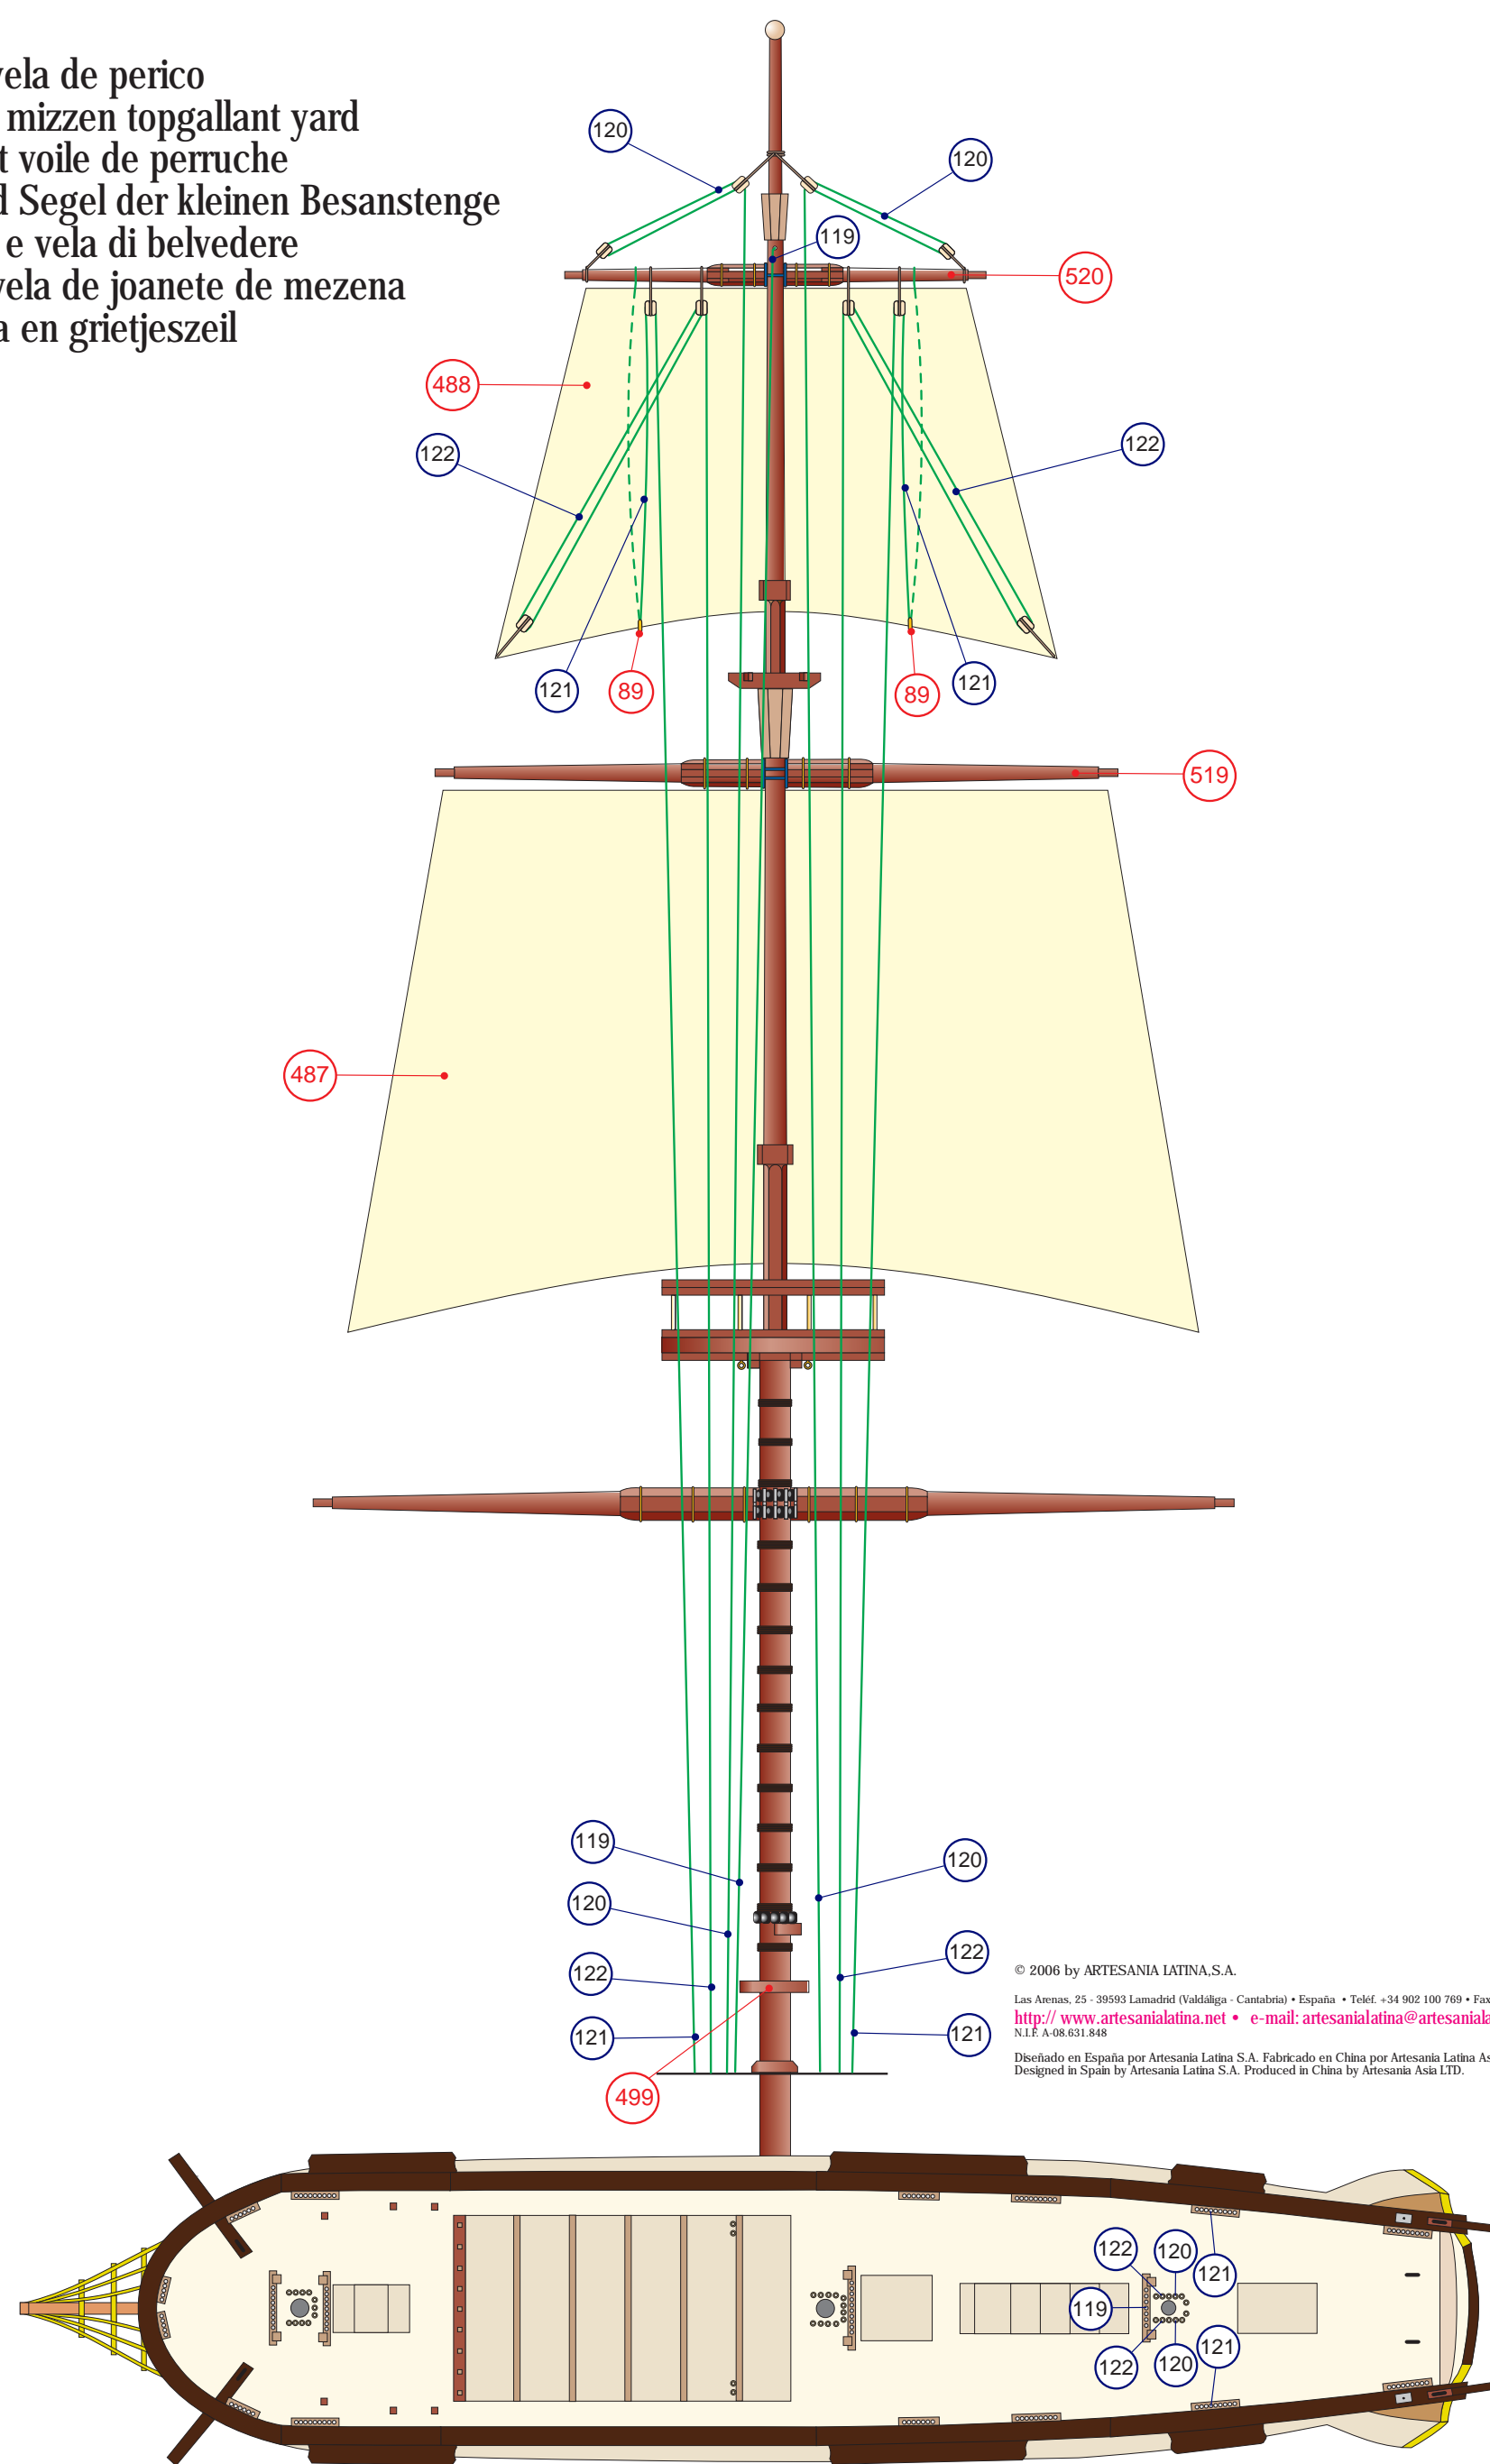 vela de perico
mizzen topgallant yard
t voile de perruche
d Segel der kleinen Besanstenge
e vela di belvedere
vela de joanete de mezena
a en grietjeszeil
120
120
119
520
488
122
122
121
89
89
121
519
487
119
120
120
122
122
121
121
499
© 2006 by ARTESANIA LATINA,S.A.
Las Arenas, 25 - 39593 Lamadrid (Valdáliga - Cantabria) • España • Teléf. +34 902 100 769 • Fax
http:// www.artesanialatina.net • e-mail: artesanialatina@artesaniala
N.I.F. A-08.631.848
Diseñado en España por Artesania Latina S.A. Fabricado en China por Artesania Latina As
Designed in Spain by Artesania Latina S.A. Produced in China by Artesania Asia LTD.
122
120
121
119
121
122
120